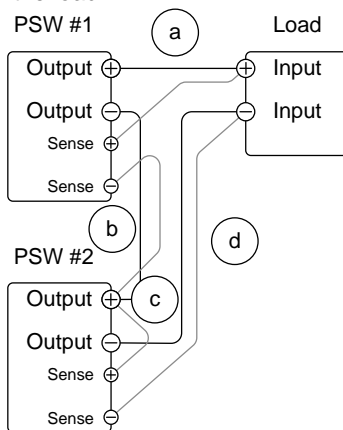 PSW #1
a
Load
Output
Input
Output
Input
Sense
Sense
b
d
PSW #2
Output
c
Output
Sense
Sense